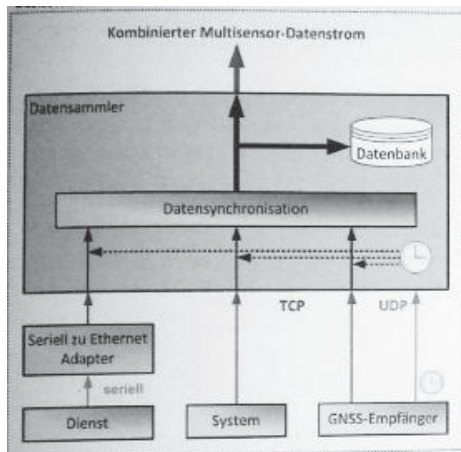 Kombinierter Multisensor-Datenstrom
Datensammler
Datenbank
Datensynchronisation
TCP
UDP
Seriell zu Ethernet
Adapter
seriell
Dienst
System
GNSS-Empfänger